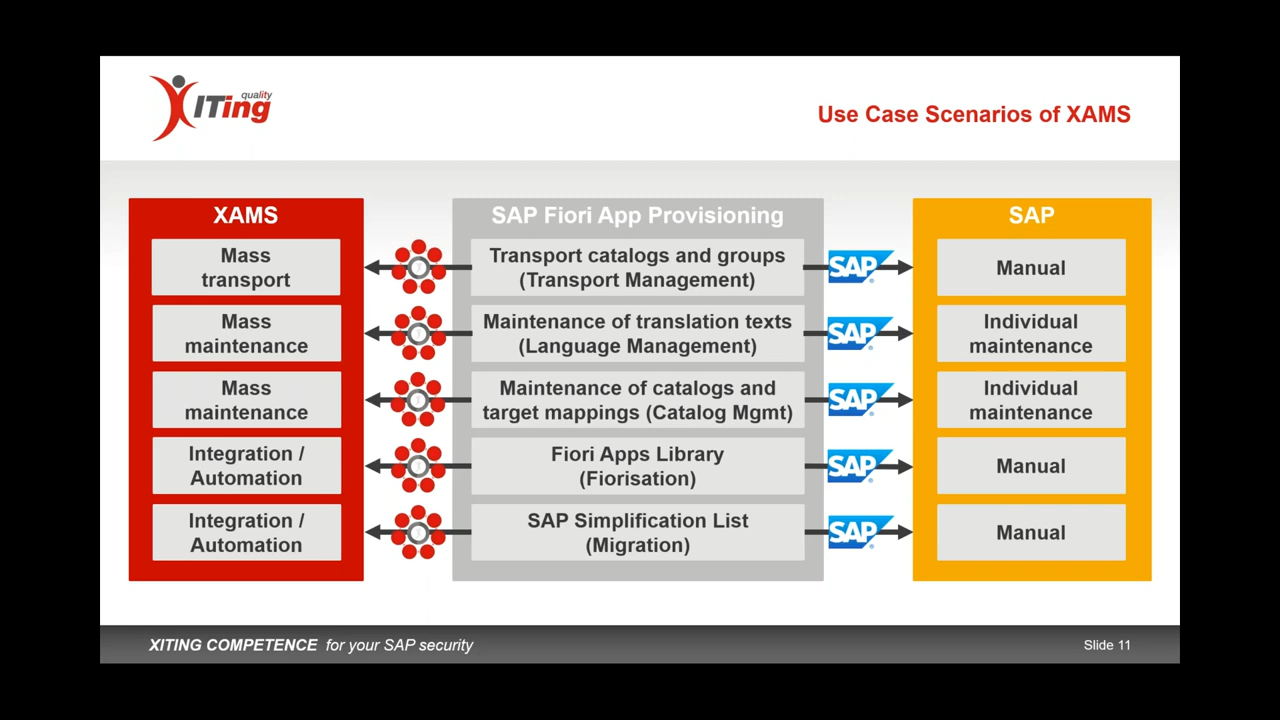 quality
XITing
Use Case Scenarios of XAMS
XAMS
SAP Fiori App Provisioning
SAP
Mass
transport
Transport catalogs and groups
(Transport Management)
SAP
Manual
Mass
maintenance
Maintenance of translation texts
(Language Management)
SAP
Individual
maintenance
Mass
maintenance
Maintenance of catalogs and
target mappings (Catalog Mgmt)
SAP
Individual
maintenance
Integration /
Automation
Fiori Apps Library
(Fiorisation)
SAP
Manual
Integration /
Automation
SAP Simplification List
(Migration)
SAP
Manual
XITING COMPETENCE for your SAP security
Slide 11